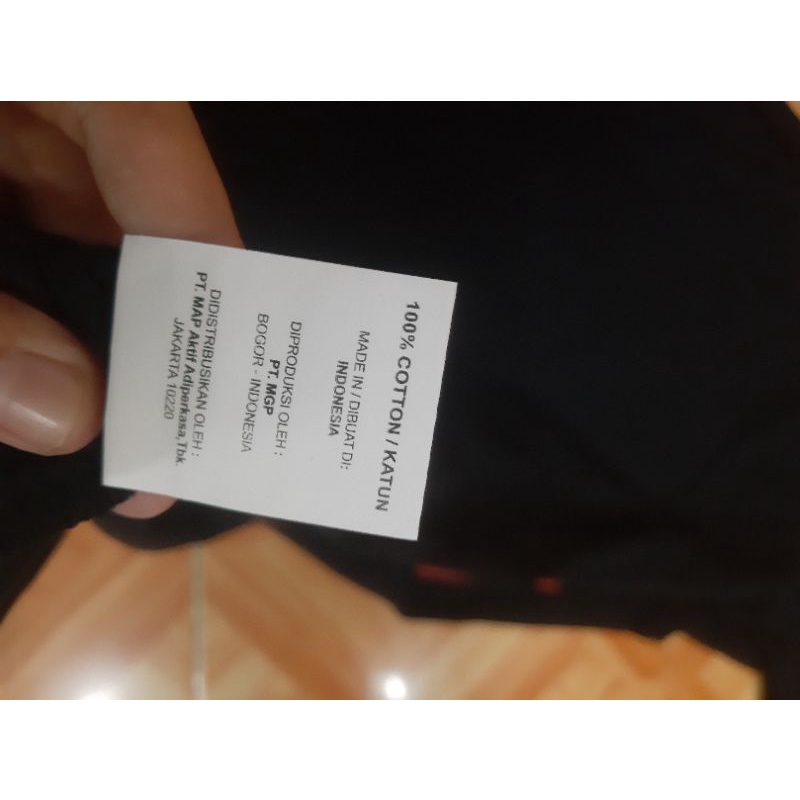 100% COTTON / KATUN
MADE IN / DIBUAT DI:
INDONESIA
DIPRODUKSI OLEH :
PT. MGP
BOGOR - INDONESIA
DIDISTRIBUSIKAN OLEH :
PT. MAP Aktif Adiperkasa,Tbk.
JAKARTA 10220